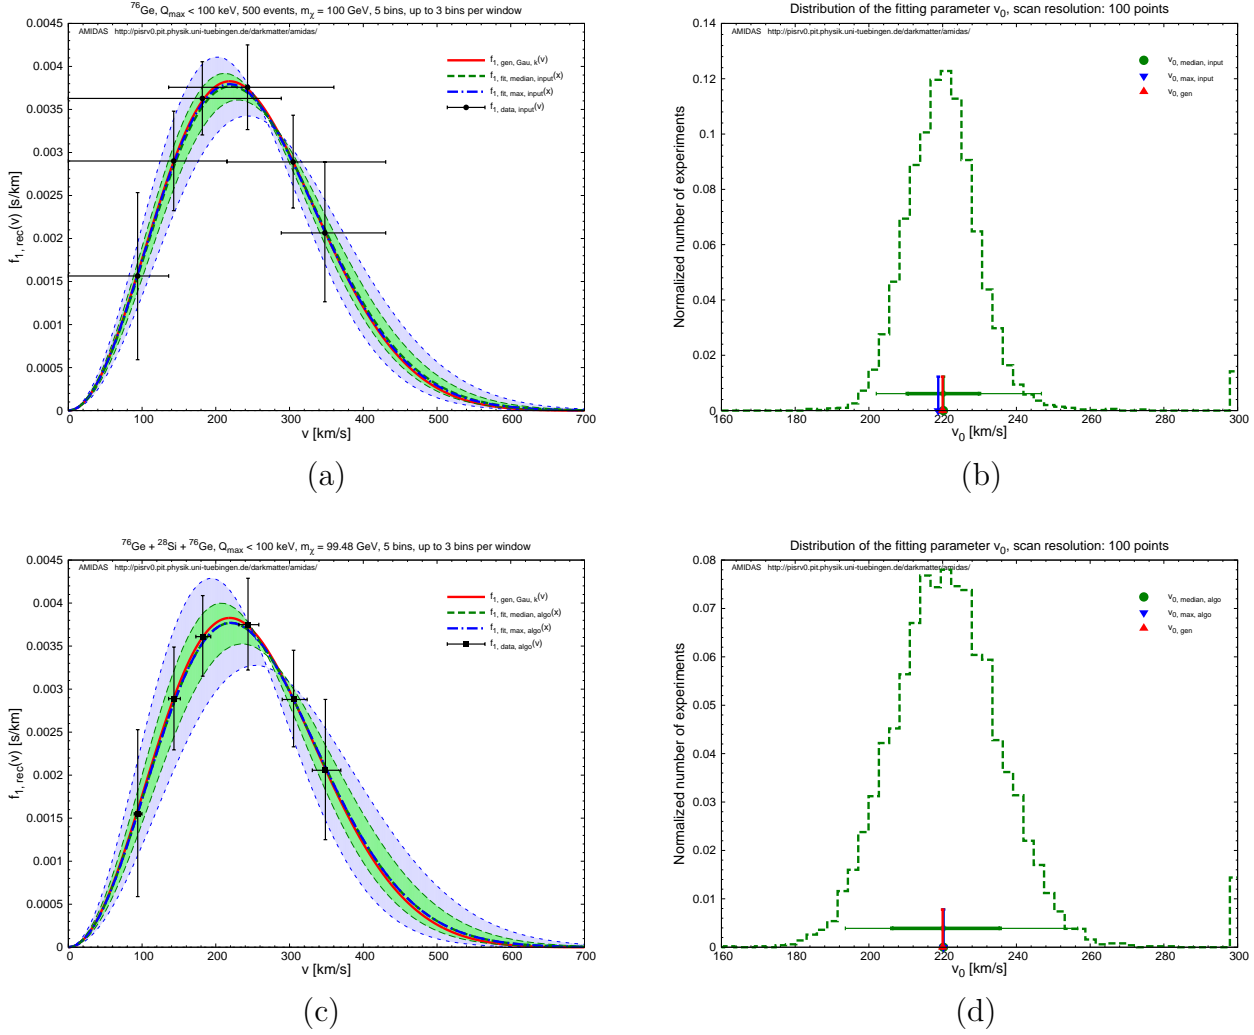 ⁷⁶Ge, Q_max < 100 keV, 500 events, m_χ = 100 GeV, 5 bins, up to 3 bins per window
AMIDAS http://pisrv0.pit.physik.uni-tuebingen.de/darkmatter/amidas/
f_1, gen, Gau, k(v)
f_1, fit, median, input(x)
f_1, fit, max, input(x)
f_1, data, input(v)
f_1, rec(v) [s/km]
0.0045
0.004
0.0035
0.003
0.0025
0.002
0.0015
0.001
0.0005
0
0 100 200 300 400 500 600 700
v [km/s]
(a)
Distribution of the fitting parameter v_0, scan resolution: 100 points
AMIDAS http://pisrv0.pit.physik.uni-tuebingen.de/darkmatter/amidas/
v_0, median, input
v_0, max, input
v_0, gen
Normalized number of experiments
0.14
0.12
0.1
0.08
0.06
0.04
0.02
0
160 180 200 220 240 260 280 300
v_0 [km/s]
(b)
⁷⁶Ge + ²⁸Si + ⁷⁶Ge, Q_max < 100 keV, m_χ = 99.48 GeV, 5 bins, up to 3 bins per window
AMIDAS http://pisrv0.pit.physik.uni-tuebingen.de/darkmatter/amidas/
f_1, gen, Gau, k(v)
f_1, fit, median, algo(x)
f_1, fit, max, algo(x)
f_1, data, algo(v)
f_1, rec(v) [s/km]
0.0045
0.004
0.0035
0.003
0.0025
0.002
0.0015
0.001
0.0005
0
0 100 200 300 400 500 600 700
v [km/s]
(c)
Distribution of the fitting parameter v_0, scan resolution: 100 points
AMIDAS http://pisrv0.pit.physik.uni-tuebingen.de/darkmatter/amidas/
v_0, median, algo
v_0, max, algo
v_0, gen
Normalized number of experiments
0.08
0.07
0.06
0.05
0.04
0.03
0.02
0.01
0
160 180 200 220 240 260 280 300
v_0 [km/s]
(d)